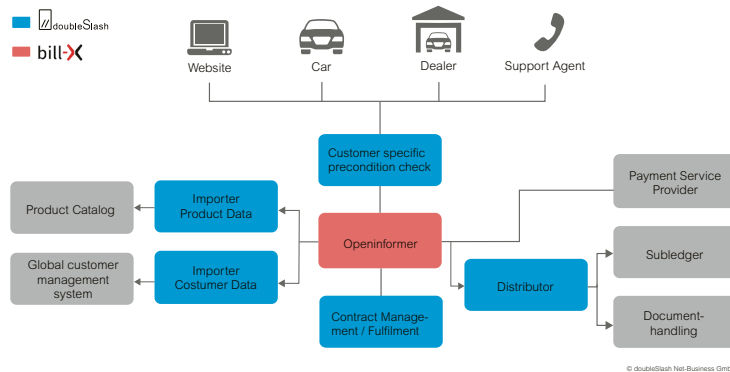 doubleSlash
bill-X
Website
Car
Dealer
Support Agent
Customer specific
precondition check
Payment Service
Provider
Importer
Product Data
Product Catalog
Openinformer
Subledger
Global customer
management
system
Importer
Costumer Data
Distributor
Contract Manage-
ment / Fulfilment
Document-
handling
© doubleSlash Net-Business Gmb